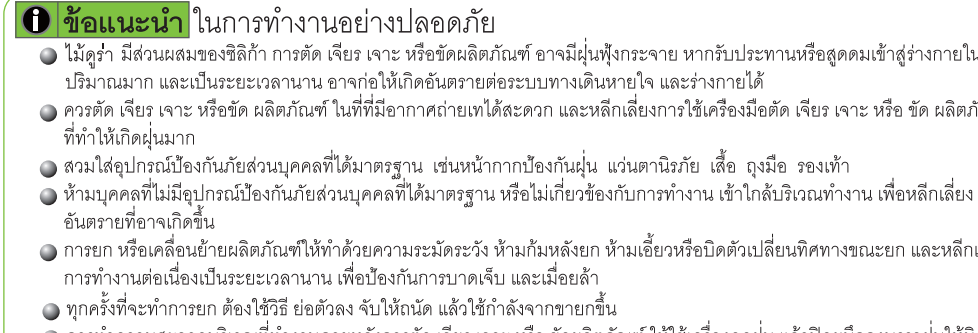 ข้อแนะนำ ในการทำงานอย่างปลอดภัย
ไม้ดูร่า มีส่วนผสมของซิลิก้า การตัด เจียร เจาะ หรือขัดผลิตภัณฑ์ อาจมีฝุ่นฟุ้งกระจาย หากรับประทานหรือสูดดมเข้าสู่ร่างกายใน
ปริมาณมาก และเป็นระยะเวลานาน อาจก่อให้เกิดอันตรายต่อระบบทางเดินหายใจ และร่างกายได้
ควรตัด เจียร เจาะ หรือขัด ผลิตภัณฑ์ ในที่ที่มีอากาศถ่ายเทได้สะดวก และหลีกเลี่ยงการใช้เครื่องมือตัด เจียร เจาะ หรือ ขัด
ที่ทำให้เกิดฝุ่นมาก
สวมใส่อุปกรณ์ป้องกันภัยส่วนบุคคลที่ได้มาตรฐาน เช่นหน้ากากป้องกันฝุ่น แว่นตานิรภัย เสื้อ ถุงมือ รองเท้า
ห้ามบุคคลที่ไม่มีอุปกรณ์ป้องกันภัยส่วนบุคคลที่ได้มาตรฐาน หรือไม่เกี่ยวข้องกับการทำงาน เข้าใกล้บริเวณทำงาน เพื่อหลีกเลี่ยง
อันตรายที่อาจเกิดขึ้น
การยก หรือเคลื่อนย้ายผลิตภัณฑ์ให้ทำด้วยความระมัดระวัง ห้ามก้มหลังยก ห้ามเอี้ยวหรือบิดตัวเปลี่ยนทิศทางขณะยก
การทำงานต่อเนื่องเป็นระยะเวลานาน เพื่อป้องกันการบาดเจ็บ และเมื่อยล้า
ทุกครั้งที่จะทำการยก ต้องใช้วิธี ย่อตัวลง จับให้ถนัด แล้วใช้กำลังจากขายกขึ้น